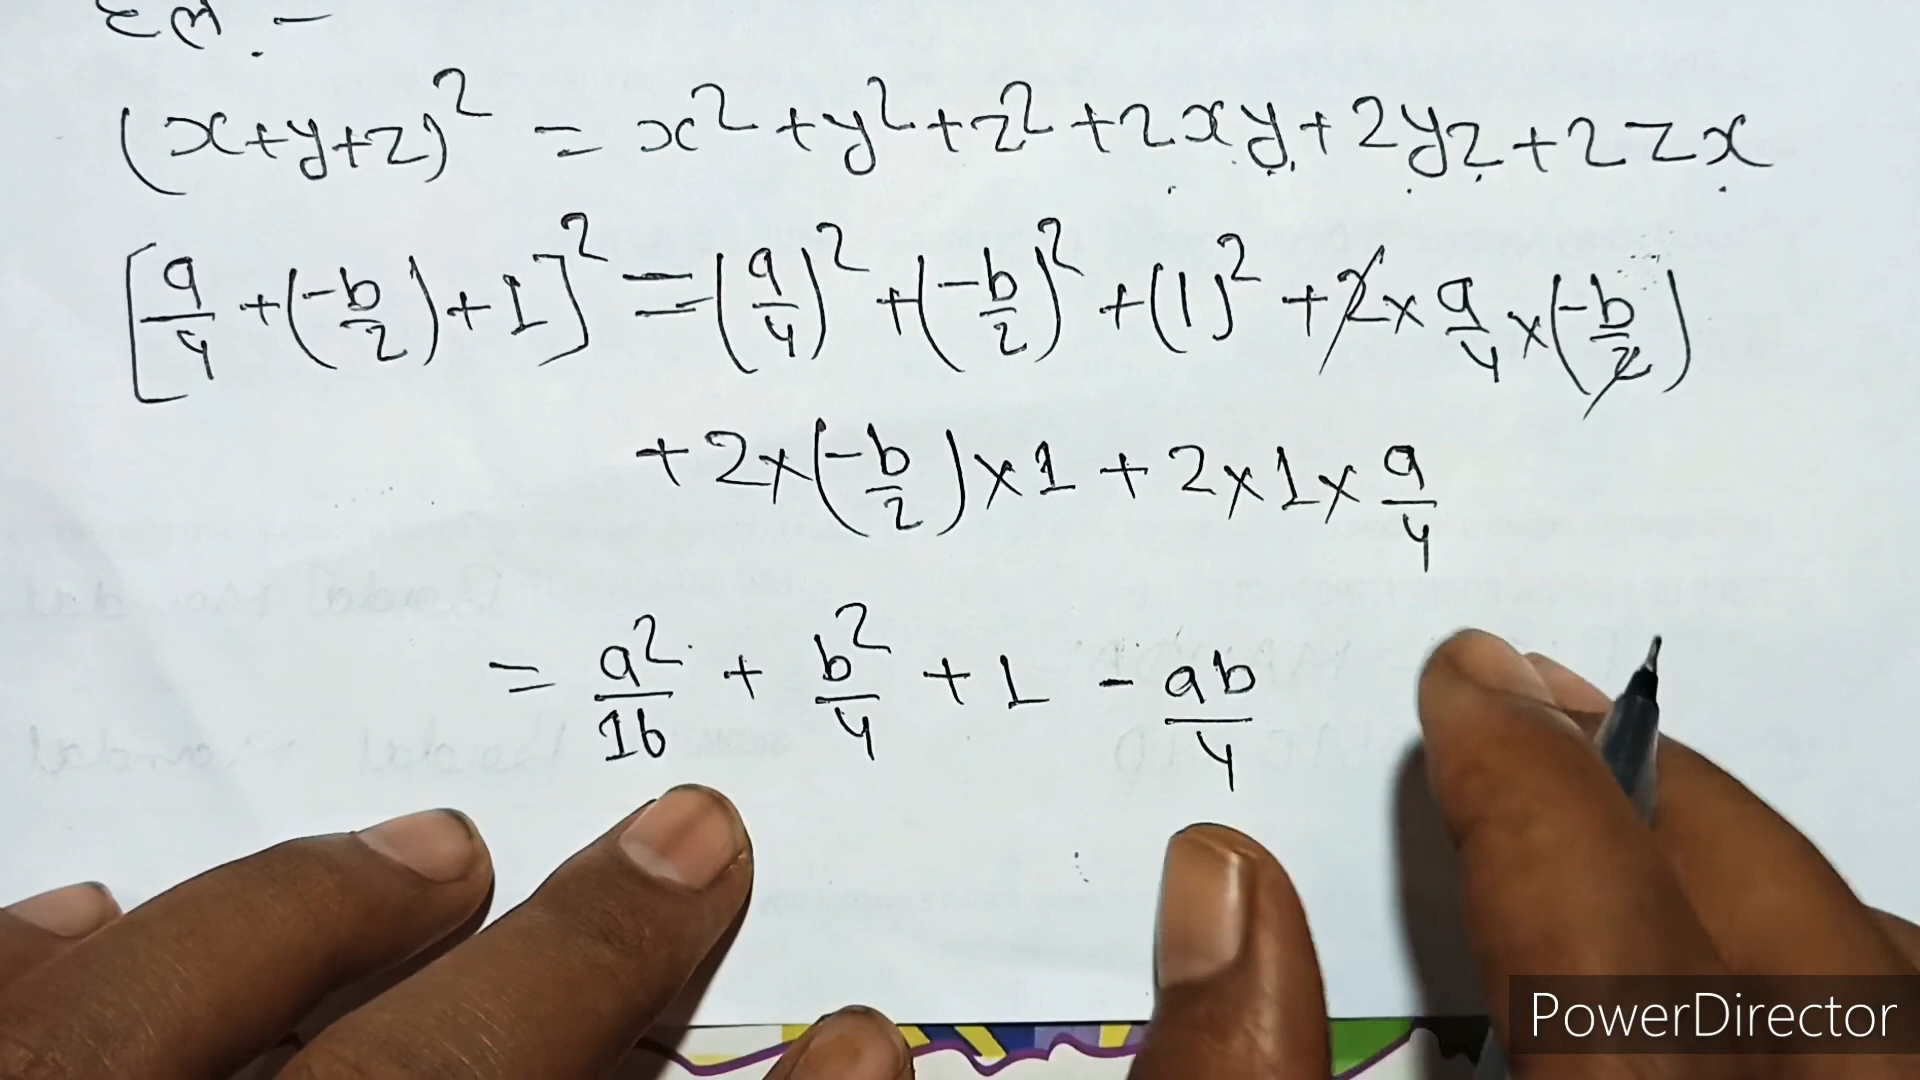 हल :-
(x+y+z)² = x²+y²+z²+2xy+2yz+2zx
[a/4+(-b/2)+1]² = (a/4)²+(-b/2)²+(1)²+2×a/4×(-b/2)
+2×(-b/2)×1+2×1×a/4
= a²/16 + b²/4 + 1 - ab/4
PowerDirector